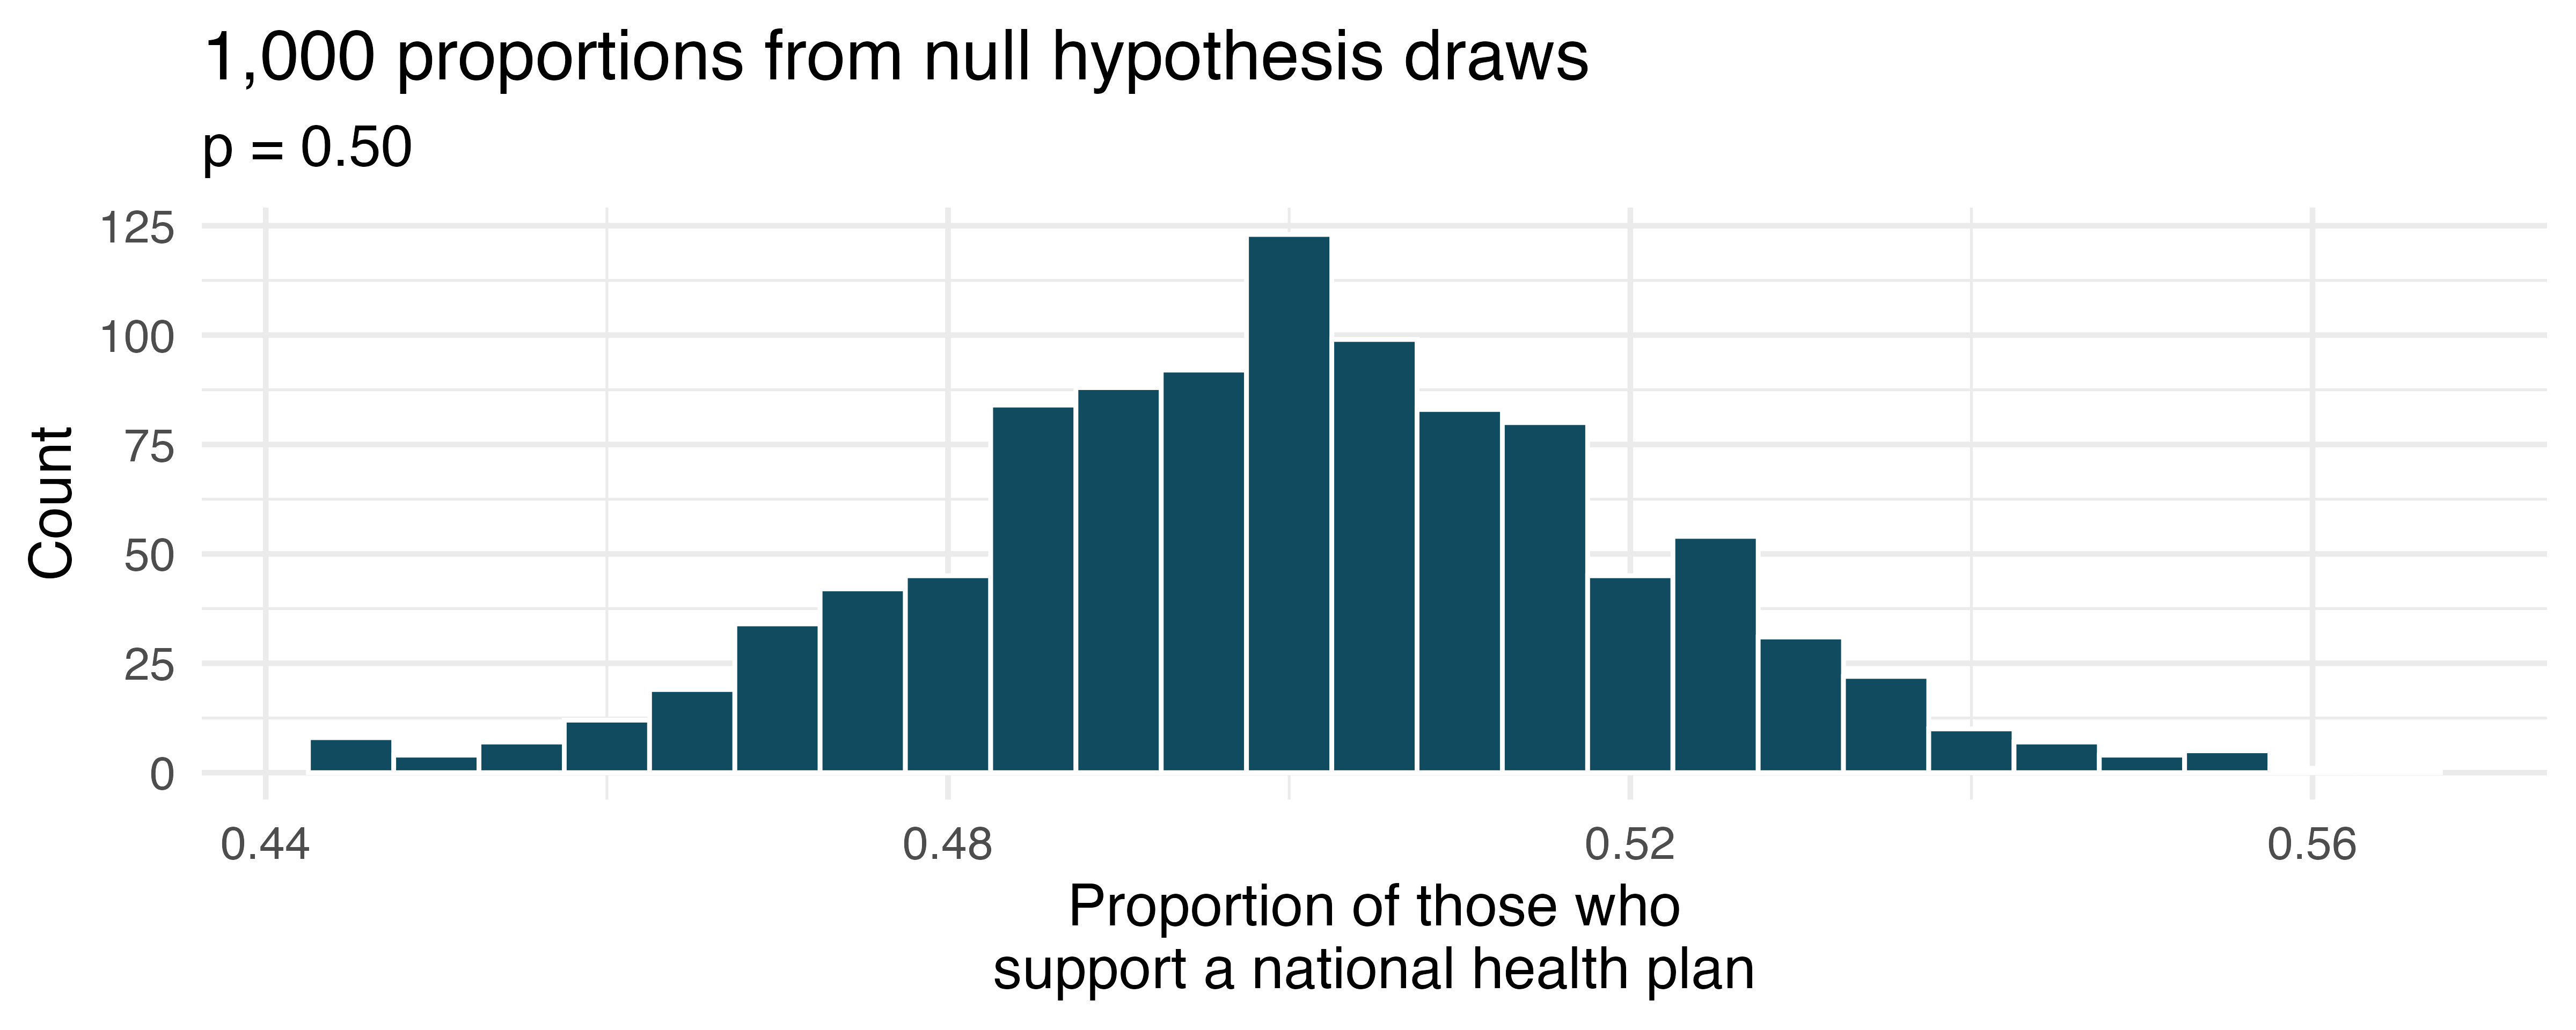 1,000 proportions from null hypothesis draws
p = 0.50
125
100
75
50
25
0
Count
0.44 0.48 0.52 0.56
Proportion of those who
support a national health plan